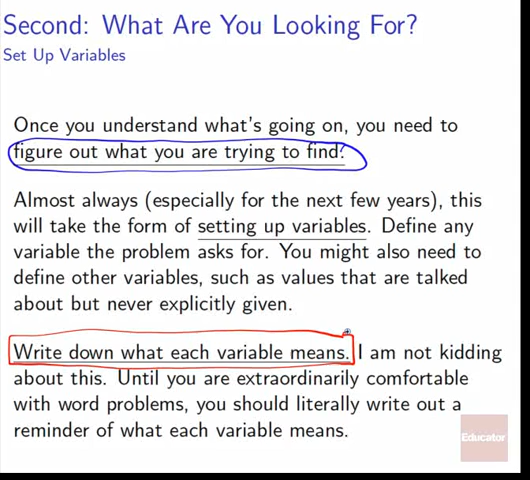 Second: What Are You Looking For?
Set Up Variables
Once you understand what's going on, you need to
figure out what you are trying to find?
Almost always (especially for the next few years), this
will take the form of setting up variables. Define any
variable the problem asks for. You might also need to
define other variables, such as values that are talked
about but never explicitly given.
Write down what each variable means. I am not kidding
about this. Until you are extraordinarily comfortable
with word problems, you should literally write out a
reminder of what each variable means.
Educator